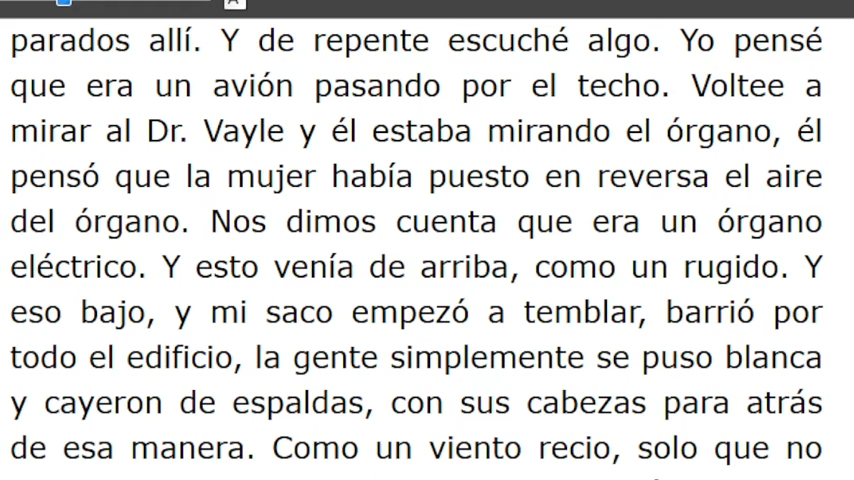 parados allí. Y de repente escuché algo. Yo pensé
que era un avión pasando por el techo. Voltee a
mirar al Dr. Vayle y él estaba mirando el órgano, él
pensó que la mujer había puesto en reversa el aire
del órgano. Nos dimos cuenta que era un órgano
eléctrico. Y esto venía de arriba, como un rugido. Y
eso bajo, y mi saco empezó a temblar, barrió por
todo el edificio, la gente simplemente se puso blanca
y cayeron de espaldas, con sus cabezas para atrás
de esa manera. Como un viento recio, solo que no